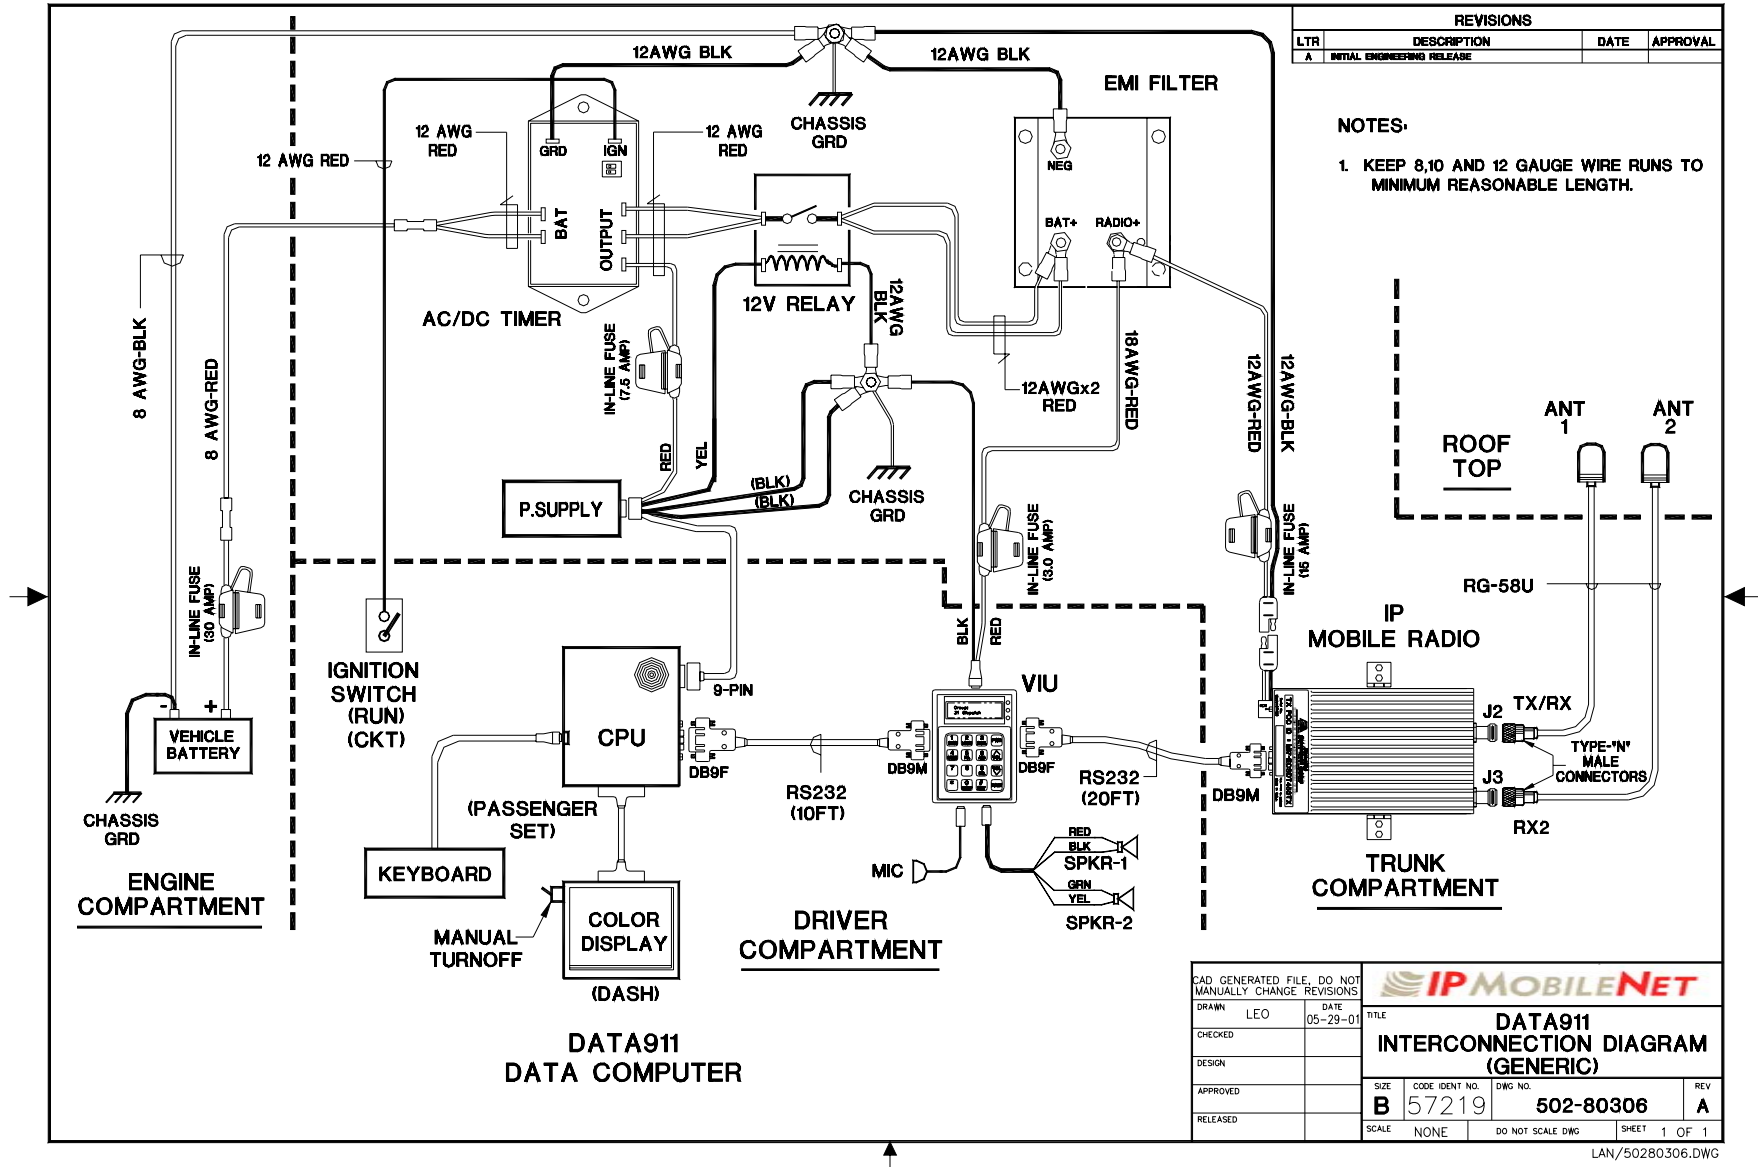 REVISIONS
LTR DESCRIPTION DATE APPROVAL
A INITIAL ENGINEERING RELEASE
NOTES:
1. KEEP 8,10 AND 12 GAUGE WIRE RUNS TO
MINIMUM REASONABLE LENGTH.
12AWG BLK
12AWG BLK
EMI FILTER
CHASSIS
GRD
12 AWG
RED
12 AWG
RED
12 AWG RED
GRD
IGN
BAT
OUTPUT
AC/DC TIMER
12V RELAY
NEG
BAT+
RADIO+
12AWG
BLK
8 AWG-BLK
8 AWG-RED
IN-LINE FUSE
(7.5 AMP)
RED
YEL
(BLK)
(BLK)
P.SUPPLY
CHASSIS
GRD
12AWGx2
RED
18AWG-RED
12AWG-RED
12AWG-BLK
IN-LINE FUSE
(3.0 AMP)
IN-LINE FUSE
(15 AMP)
IN-LINE FUSE
(30 AMP)
ROOF
TOP
ANT
1
ANT
2
RG-58U
IP
MOBILE RADIO
BLK
RED
IGNITION
SWITCH
(RUN)
(CKT)
- +
VEHICLE
BATTERY
CHASSIS
GRD
ENGINE
COMPARTMENT
CPU
9-PIN
DB9F
RS232
(10FT)
DB9M
VIU
DB9F
RS232
(20FT)
DB9M
J2
TX/RX
TYPE-"N"
MALE
CONNECTORS
J3
RX2
TRUNK
COMPARTMENT
(PASSENGER
SET)
KEYBOARD
MANUAL
TURNOFF
COLOR
DISPLAY
(DASH)
MIC
RED
BLK
SPKR-1
GRN
YEL
SPKR-2
DRIVER
COMPARTMENT
DATA911
DATA COMPUTER
CAD GENERATED FILE, DO NOT
MANUALLY CHANGE REVISIONS
DRAWN LEO
DATE 05-29-01
CHECKED
DESIGN
APPROVED
RELEASED
IPMOBILENET
TITLE
DATA911
INTERCONNECTION DIAGRAM
(GENERIC)
SIZE B
CODE IDENT NO. 57219
DWG NO. 502-80306
REV A
SCALE NONE
DO NOT SCALE DWG
SHEET 1 OF 1
LAN/50280306.DWG